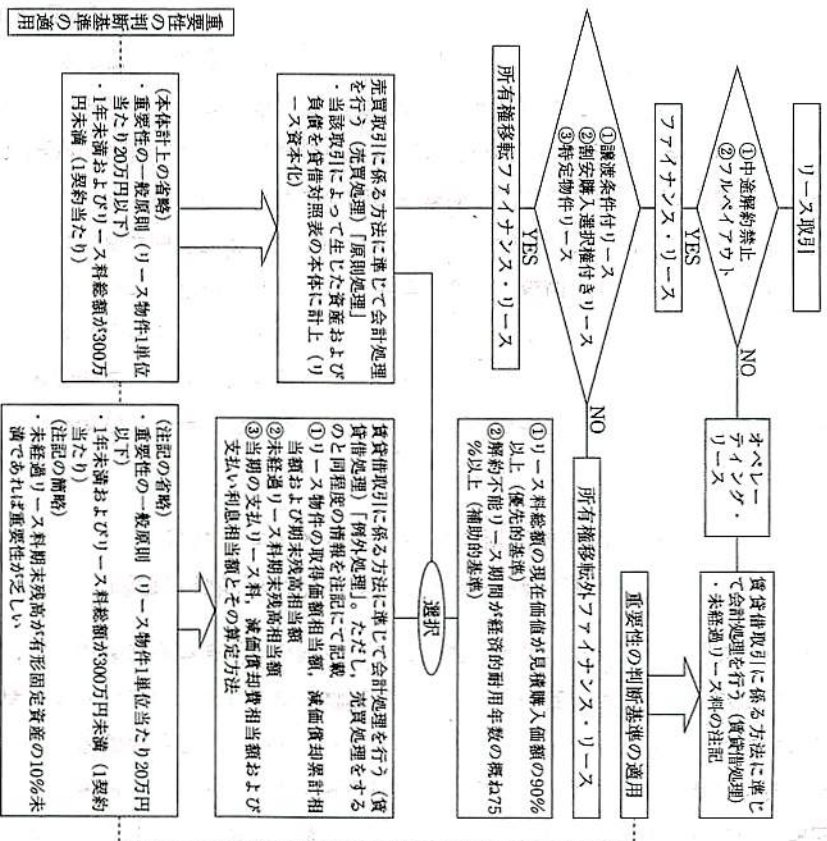 リース取引
①中途解約禁止
②フルペイアウト
NO
オペレー
ティング・
リース
賃貸借取引に係る方法に準じ
て会計処理を行う（賃貸借処理）
・未経過リース料の注記
YES
ファイナンス・リース
①譲渡条件付リース
②割安購入選択権付きリース
③特定物件リース
NO
所有権移転外ファイナンス・リース
重要性の判断基準の適用
YES
所有権移転ファイナンス・リース
①リース料総額の現在価値が見積購入価額の90%
以上（優先的基準）
②解約不能リース期間が経済的耐用年数の概ね75
%以上（補助的基準）
選択
売買取引に係る方法に準じて会計処理
を行う（売買処理）「原則処理」
・当該取引によって生じた資産および
負債を貸借対照表の本体に計上（リ
ース資本化）
賃貸借取引に係る方法に準じて会計処理を行う（賃
貸借処理）「例外処理」。ただし，売買処理をする
のと同程度の情報を注記にて記載
①リース物件の取得価額相当額，減価償却累計相
当額および期末残高相当額
②未経過リース料期末残高相当額
③当期の支払リース料，減価償却費相当額および
支払い利息相当額とその算定方法
（本体計上の省略）
・重要性の一般原則（リース物件1単位
当たり20万円以下）
・1年未満およびリース料総額が300万
円未満（1契約当たり）
（注記の省略）
・重要性の一般原則（リース物件1単位当たり20万円
以下）
・1年未満およびリース料総額が300万円未満（1契約
当たり）
（注記の簡略）
・未経過リース料期末残高が有形固定資産の10%未
満であれば重要性が乏しい
重要性の判断基準の適用